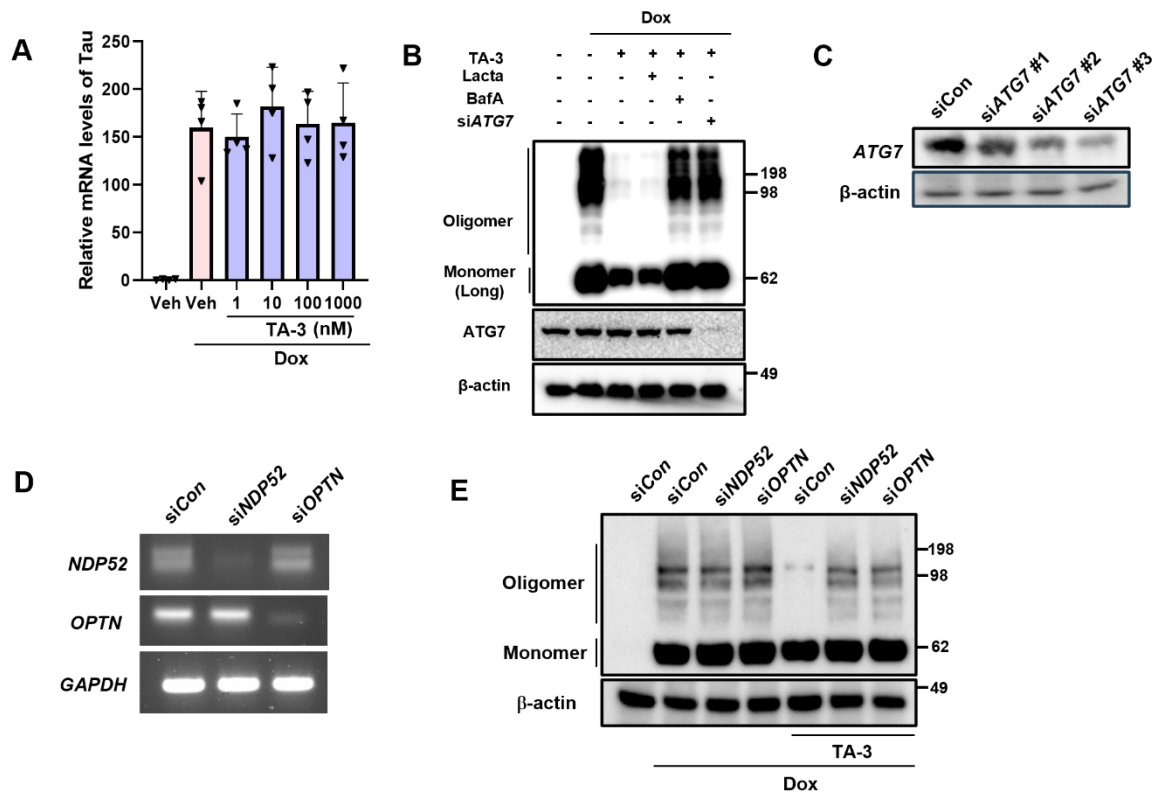 A
Relative mRNA levels of Tau
250
200
150
100
50
0
Veh Veh 1 10 100 1000
TA-3 (nM)
Dox
B
Dox
TA-3 - - + + + +
Lacta - - - + - -
BafA - - - - + -
siATG7 - - - - - +
Oligomer
198
98
Monomer
(Long)
62
ATG7
β-actin
49
C
siCon siATG7 #1 siATG7 #2 siATG7 #3
ATG7
β-actin
D
siCon siNDP52 siOPTN
NDP52
OPTN
GAPDH
E
siCon siCon siNDP52 siOPTN siCon siNDP52 siOPTN
Oligomer
198
98
Monomer
62
49
β-actin
TA-3
Dox